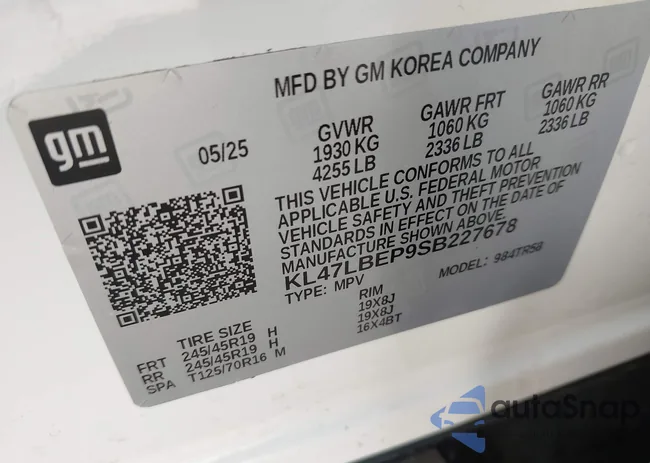 MFD BY GM KOREA COMPANY
gm
05/25
GVWR
1930 KG
4255 LB
GAWR FRT
1060 KG
2336 LB
GAWR RR
1060 KG
2336 LB
THIS VEHICLE CONFORMS TO ALL
APPLICABLE U.S. FEDERAL MOTOR
VEHICLE SAFETY AND THEFT PREVENTION
STANDARDS IN EFFECT ON THE DATE OF
MANUFACTURE SHOWN ABOVE.
KL47LBEP9SB227678
TYPE: MPV
MODEL: 984TR58
TIRE SIZE RIM
FRT 245/45R19 H 19X8J
RR 245/45R19 H 19X8J
SPA T125/70R16 M 16X4BT
autoSnap